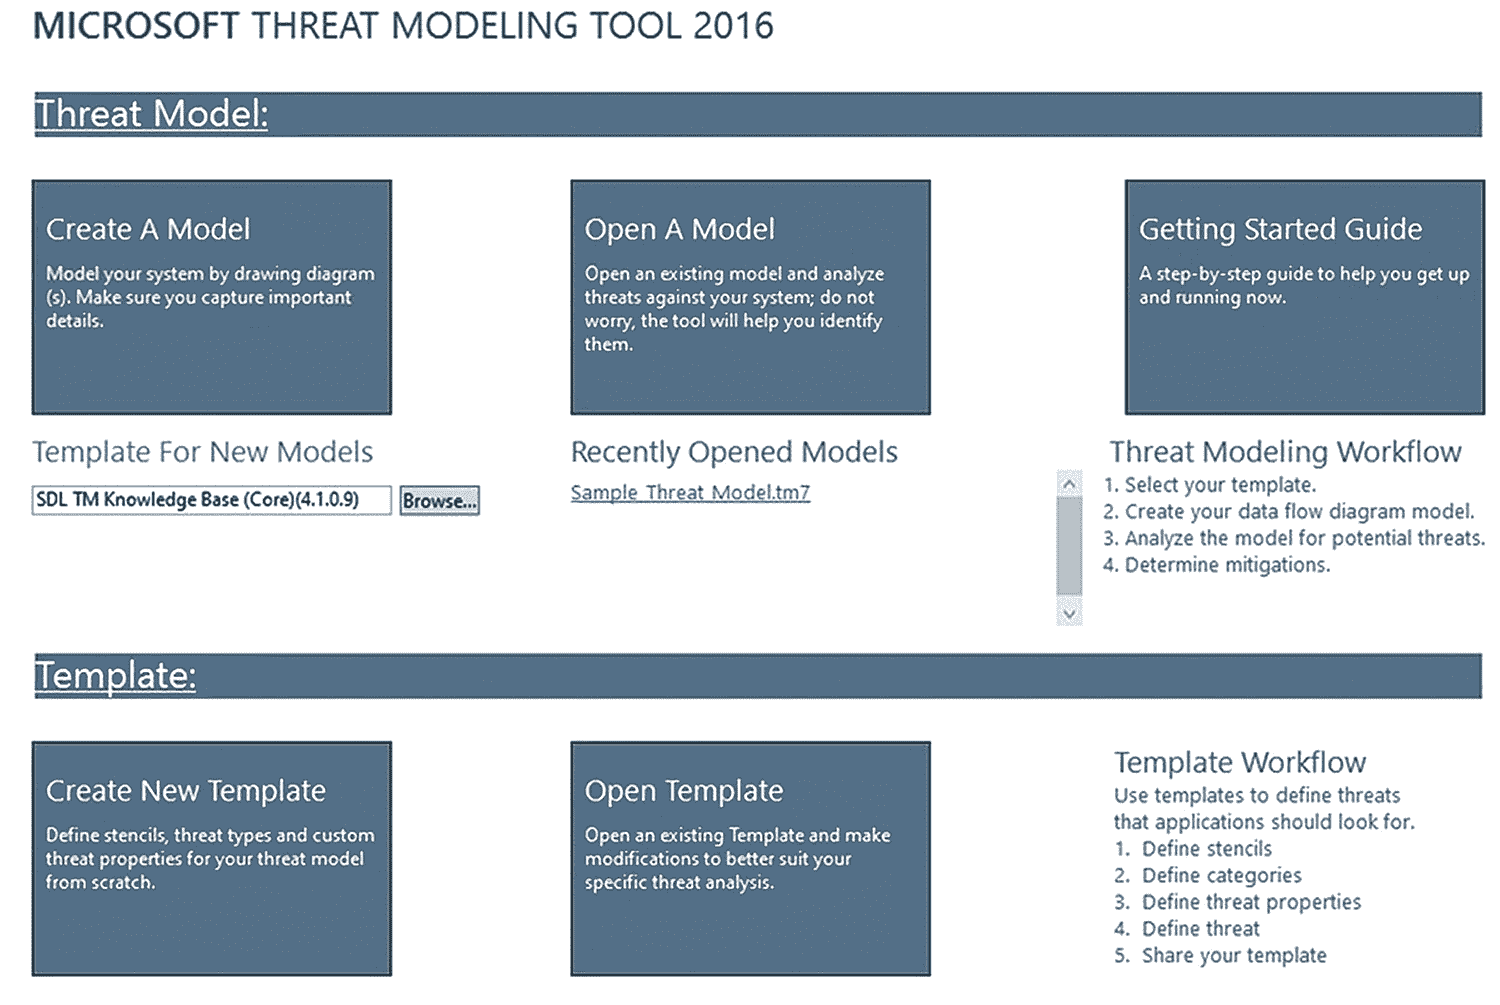 MICROSOFT THREAT MODELING TOOL 2016
Threat Model:
Create A Model
Model your system by drawing diagram
(s). Make sure you capture important
details.
Open A Model
Open an existing model and analyze
threats against your system; do not
worry, the tool will help you identify
them.
Getting Started Guide
A step-by-step guide to help you get up
and running now.
Template For New Models
SDL TM Knowledge Base (Core)(4.1.0.9)
Browse...
Recently Opened Models
Sample Threat Model.tm7
Threat Modeling Workflow
1. Select your template.
2. Create your data flow diagram model.
3. Analyze the model for potential threats.
4. Determine mitigations.
Template:
Create New Template
Define stencils, threat types and custom
threat properties for your threat model
from scratch.
Open Template
Open an existing Template and make
modifications to better suit your
specific threat analysis.
Template Workflow
Use templates to define threats
that applications should look for.
1. Define stencils
2. Define categories
3. Define threat properties
4. Define threat
5. Share your template